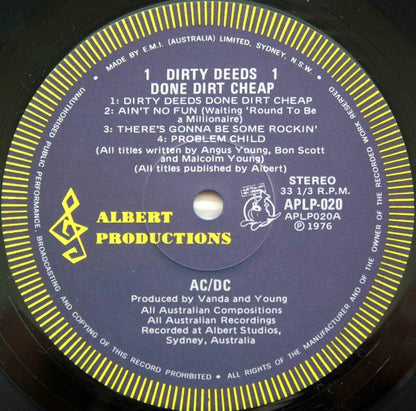 • MADE BY E.M.I. (AUSTRALIA) LIMITED, SYDNEY, N.S.W. •
1 DIRTY DEEDS 1
DONE DIRT CHEAP
1: DIRTY DEEDS DONE DIRT CHEAP
2: AIN'T NO FUN (Waiting 'Round To Be
a Millionaire)
3: THERE'S GONNA BE SOME ROCKIN'
4: PROBLEM CHILD
(All titles written by Angus Young, Bon Scott
and Malcolm Young)
(All titles published by Albert)
STEREO
33 1/3 R.P.M.
APLP-020
APLP020A
Ⓟ 1976
ALBERT
PRODUCTIONS
AC/DC
Produced by Vanda and Young
All Australian Compositions
All Australian Recordings
Recorded at Albert Studios,
Sydney, Australia
UNAUTHORISED PUBLIC PERFORMANCE, BROADCASTING AND COPYING OF THIS RECORD PROHIBITED • ALL RIGHTS OF THE MANUFACTURER AND OF THE OWNER OF THE RECORDED WORK RESERVED